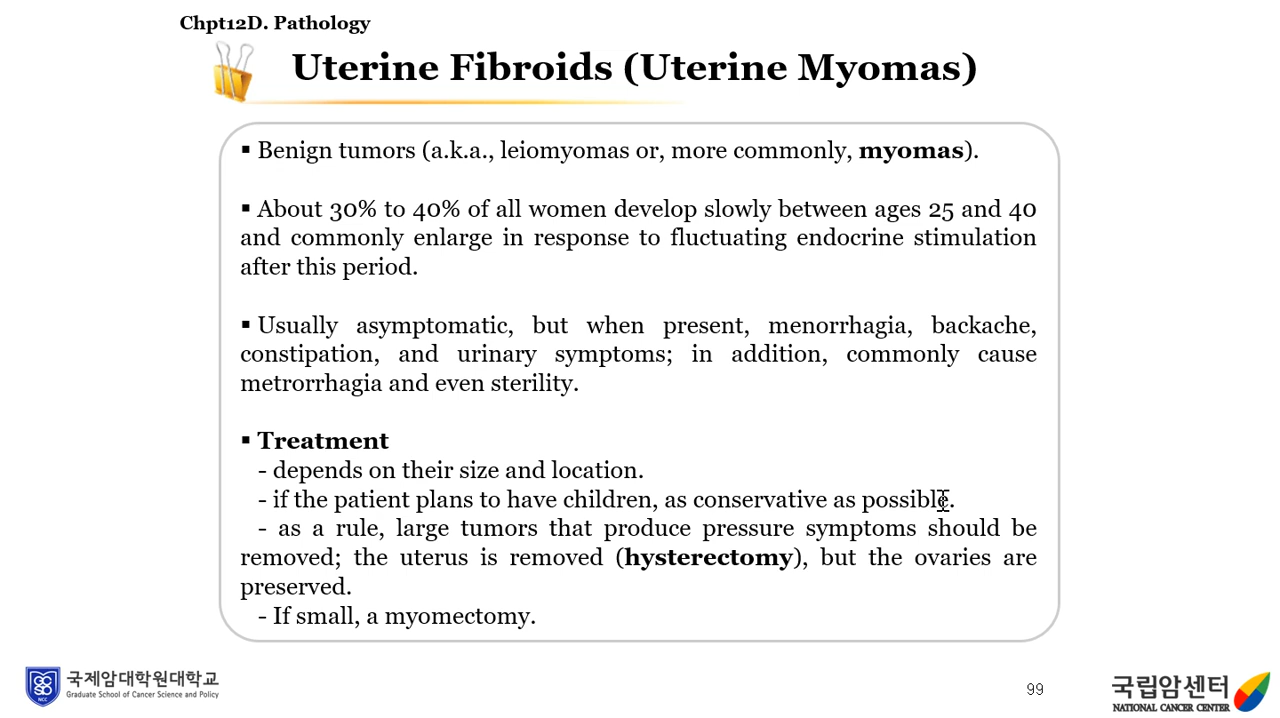 Chpt12D. Pathology
Uterine Fibroids (Uterine Myomas)
▪ Benign tumors (a.k.a., leiomyomas or, more commonly, myomas).
▪ About 30% to 40% of all women develop slowly between ages 25 and 40
and commonly enlarge in response to fluctuating endocrine stimulation
after this period.
▪ Usually asymptomatic, but when present, menorrhagia, backache,
constipation, and urinary symptoms; in addition, commonly cause
metrorrhagia and even sterility.
▪ Treatment
- depends on their size and location.
- if the patient plans to have children, as conservative as possible.
- as a rule, large tumors that produce pressure symptoms should be
removed; the uterus is removed (hysterectomy), but the ovaries are
preserved.
- If small, a myomectomy.
NCC
국제암대학원대학교
Graduate School of Cancer Science and Policy
99
국립암센터
NATIONAL CANCER CENTER